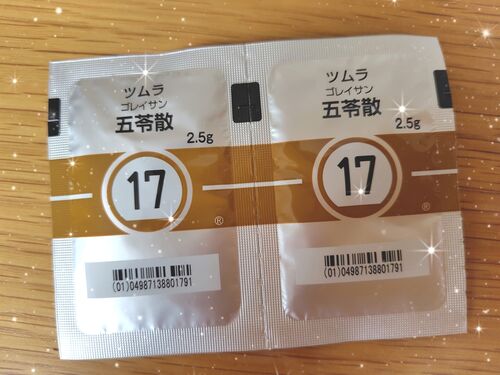 ツムラ
ゴレイサン
五苓散
2.5g
17
®
(01)04987138801791
ツムラ
ゴレイサン
五苓散
2.5g
17
®
(01)04987138801791